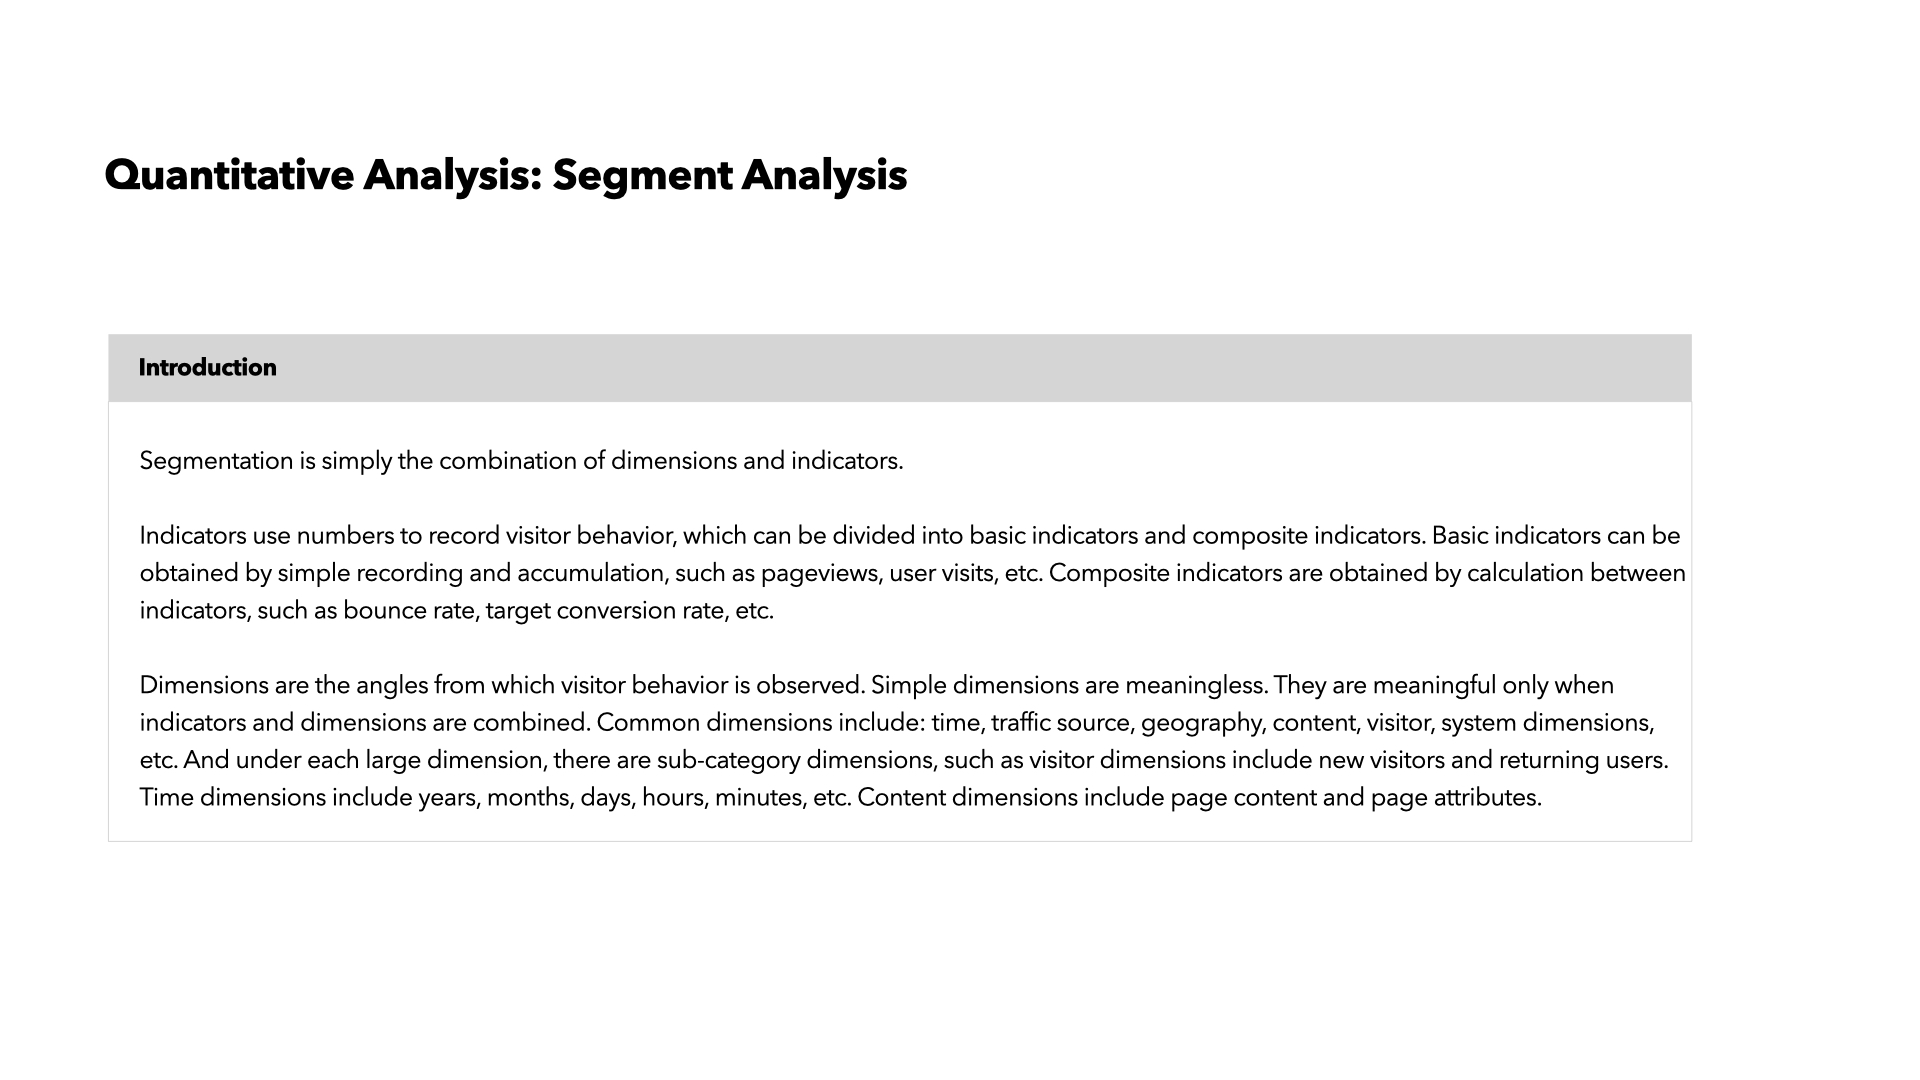 Quantitative Analysis: Segment Analysis
Introduction
Segmentation is simply the combination of dimensions and indicators.
Indicators use numbers to record visitor behavior, which can be divided into basic indicators and composite indicators. Basic indicators can be
obtained by simple recording and accumulation, such as pageviews, user visits, etc. Composite indicators are obtained by calculation between
indicators, such as bounce rate, target conversion rate, etc.
Dimensions are the angles from which visitor behavior is observed. Simple dimensions are meaningless. They are meaningful only when
indicators and dimensions are combined. Common dimensions include: time, traffic source, geography, content, visitor, system dimensions,
etc. And under each large dimension, there are sub-category dimensions, such as visitor dimensions include new visitors and returning users.
Time dimensions include years, months, days, hours, minutes, etc. Content dimensions include page content and page attributes.